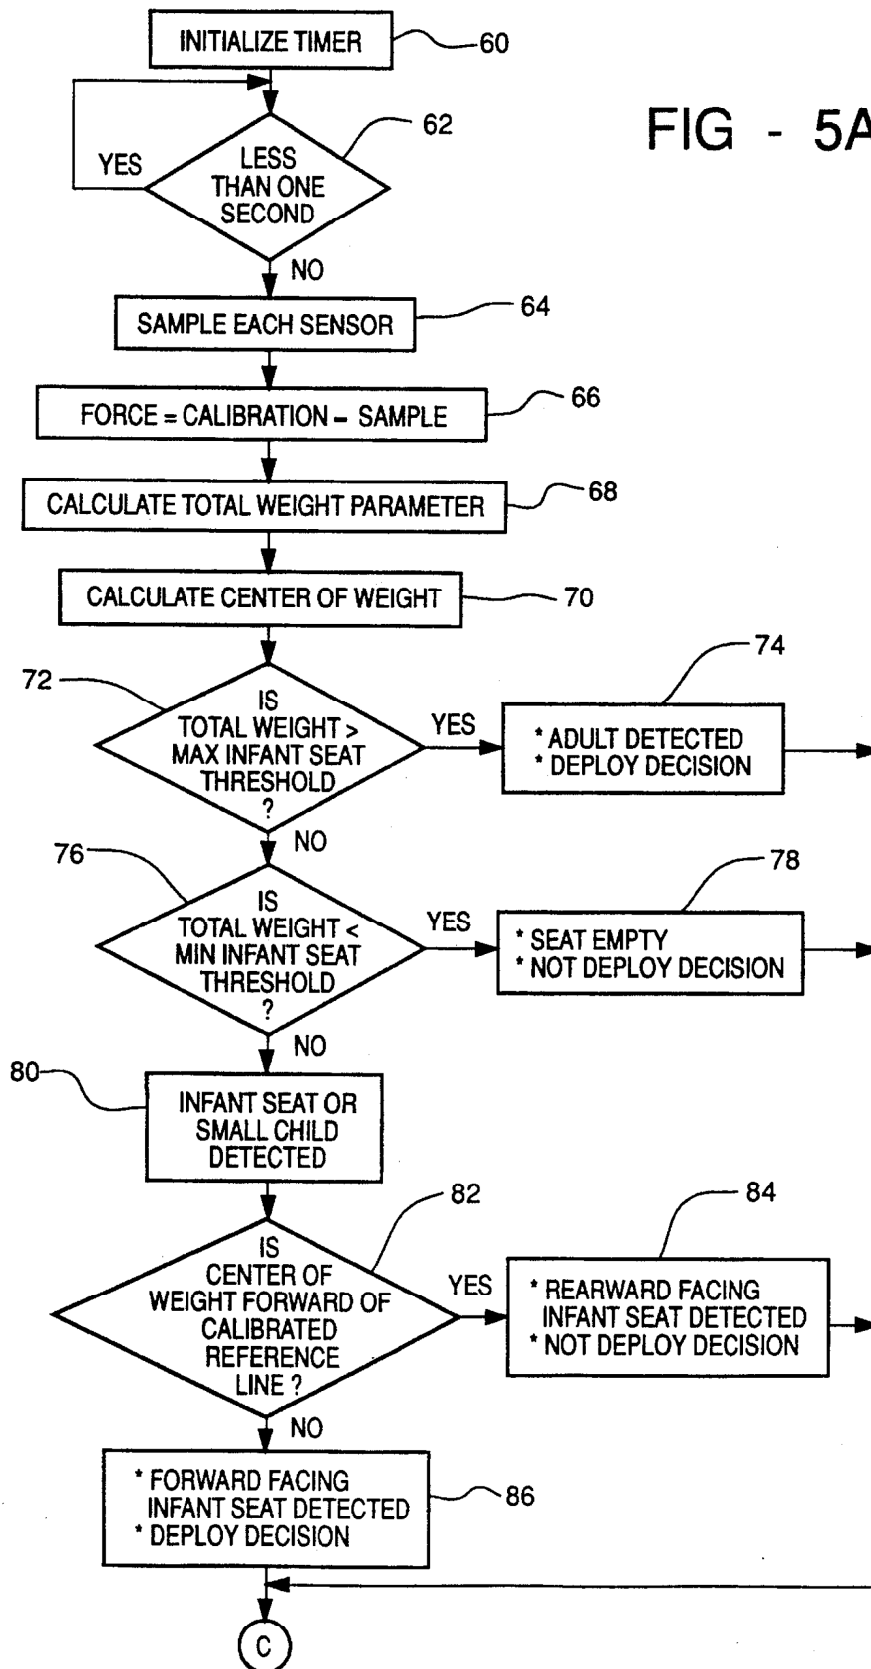 INITIALIZE TIMER
60
FIG - 5A
62
LESS
THAN ONE
SECOND
YES
NO
SAMPLE EACH SENSOR
64
FORCE = CALIBRATION - SAMPLE
66
CALCULATE TOTAL WEIGHT PARAMETER
68
CALCULATE CENTER OF WEIGHT
70
72
IS
TOTAL WEIGHT >
MAX INFANT SEAT
THRESHOLD
?
YES
74
* ADULT DETECTED
* DEPLOY DECISION
NO
76
IS
TOTAL WEIGHT <
MIN INFANT SEAT
THRESHOLD
?
YES
78
* SEAT EMPTY
* NOT DEPLOY DECISION
NO
80
INFANT SEAT OR
SMALL CHILD
DETECTED
82
IS
CENTER OF
WEIGHT FORWARD OF
CALIBRATED
REFERENCE
LINE ?
YES
84
* REARWARD FACING
INFANT SEAT DETECTED
* NOT DEPLOY DECISION
NO
* FORWARD FACING
INFANT SEAT DETECTED
* DEPLOY DECISION
86
C